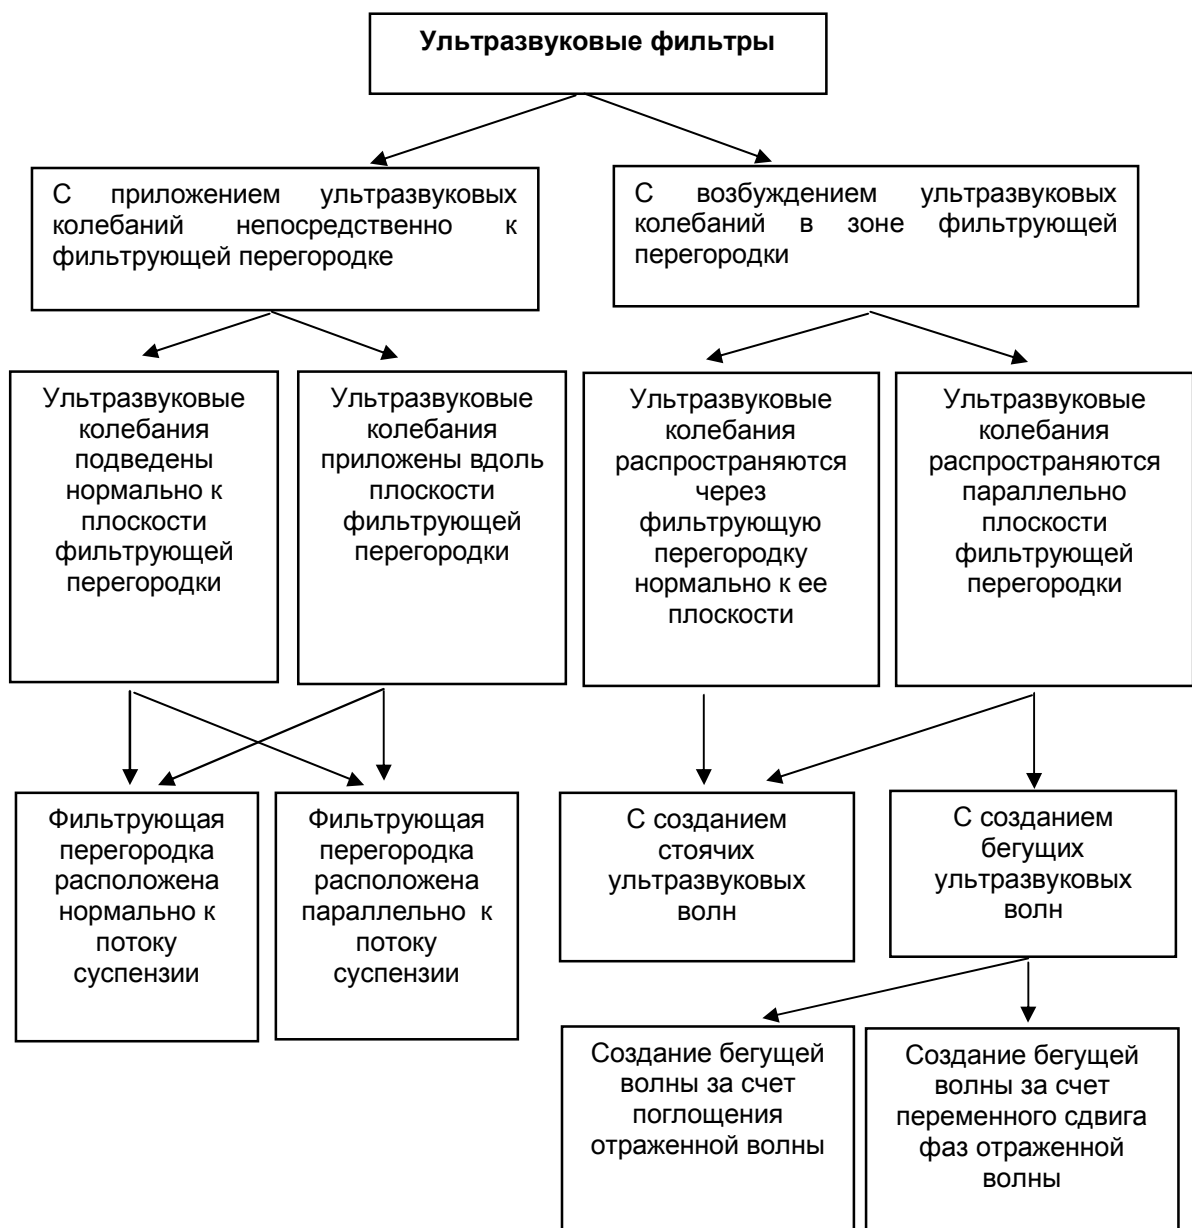 Ультразвуковые фильтры
С приложением ультразвуковых
колебаний непосредственно к
фильтрующей перегородке
С возбуждением ультразвуковых
колебаний в зоне фильтрующей
перегородки
Ультразвуковые
колебания
подведены
нормально к
плоскости
фильтрующей
перегородки
Ультразвуковые
колебания
приложены вдоль
плоскости
фильтрующей
перегородки
Ультразвуковые
колебания
распространяются
через
фильтрующую
перегородку
нормально к ее
плоскости
Ультразвуковые
колебания
распространяются
параллельно
плоскости
фильтрующей
перегородки
Фильтрующая
перегородка
расположена
нормально к
потоку
суспензии
Фильтрующая
перегородка
расположена
параллельно к
потоку
суспензии
С созданием
стоячих
ультразвуковых
волн
С созданием
бегущих
ультразвуковых
волн
Создание бегущей
волны за счет
поглощения
отраженной волны
Создание бегущей
волны за счет
переменного сдвига
фаз отраженной
волны